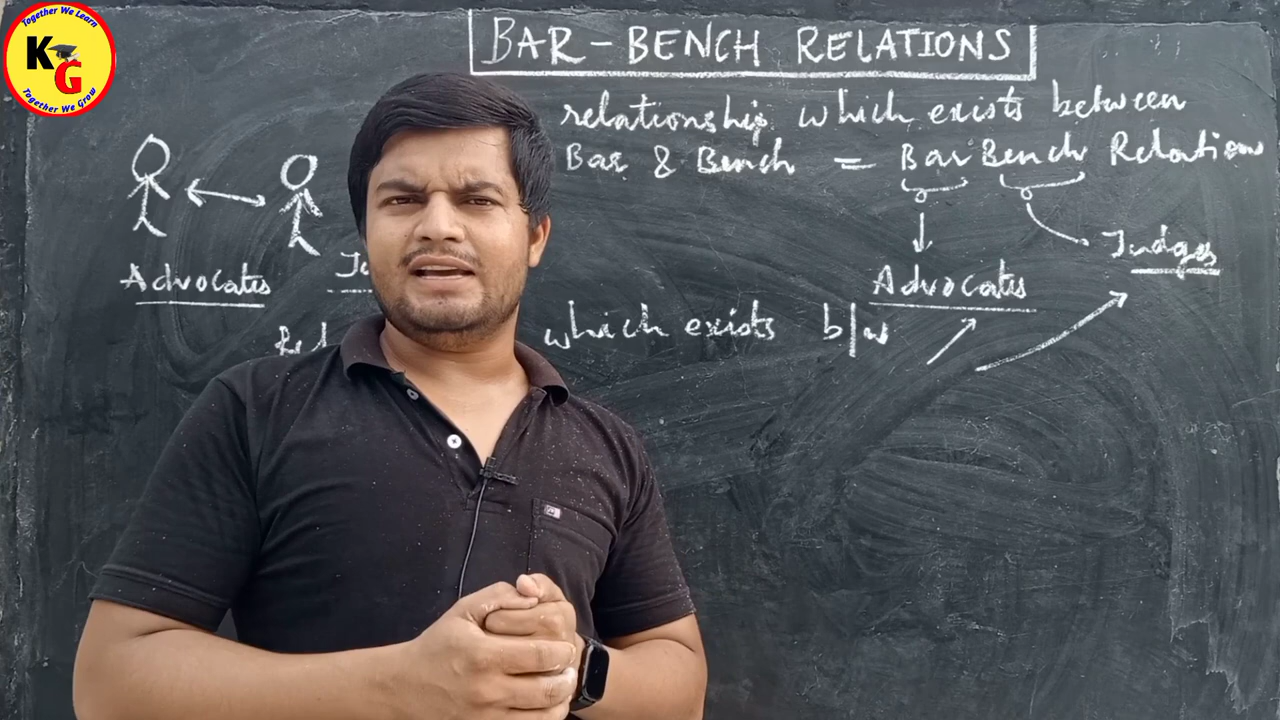 Together We Learn
KG
Together We Grow
BAR-BENCH RELATIONS
relationship which exists between
Bar & Bench = Bar Bench Relations
Advocates
Judges
Advocates
which exists b/w